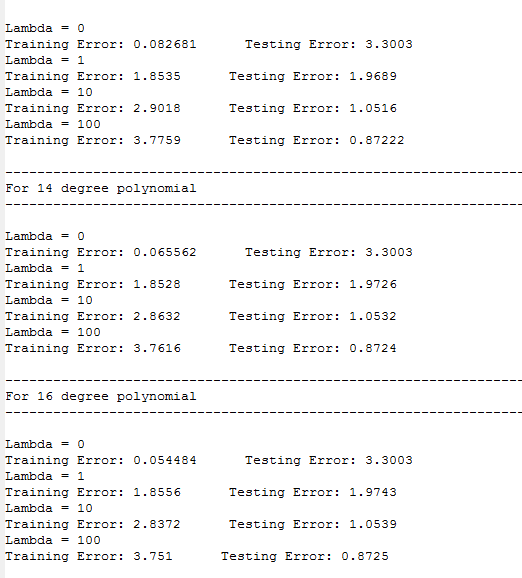 Lambda = 0
Training Error: 0.082681      Testing Error: 3.3003
Lambda = 1
Training Error: 1.8535      Testing Error: 1.9689
Lambda = 10
Training Error: 2.9018      Testing Error: 1.0516
Lambda = 100
Training Error: 3.7759      Testing Error: 0.87222
-----------------------------------------------------------------
For 14 degree polynomial
-----------------------------------------------------------------
Lambda = 0
Training Error: 0.065562      Testing Error: 3.3003
Lambda = 1
Training Error: 1.8528      Testing Error: 1.9726
Lambda = 10
Training Error: 2.8632      Testing Error: 1.0532
Lambda = 100
Training Error: 3.7616      Testing Error: 0.8724
-----------------------------------------------------------------
For 16 degree polynomial
-----------------------------------------------------------------
Lambda = 0
Training Error: 0.054484      Testing Error: 3.3003
Lambda = 1
Training Error: 1.8556      Testing Error: 1.9743
Lambda = 10
Training Error: 2.8372      Testing Error: 1.0539
Lambda = 100
Training Error: 3.751      Testing Error: 0.8725